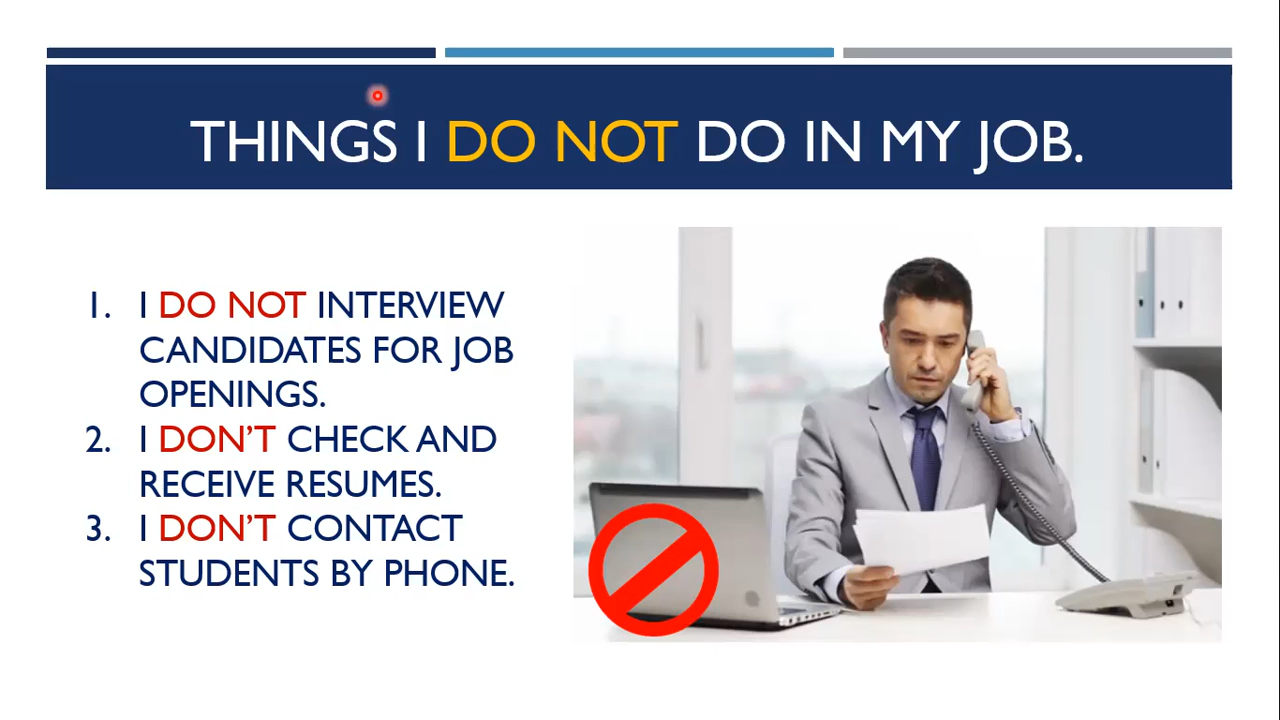 THINGS I DO NOT DO IN MY JOB.
1. I DO NOT INTERVIEW
CANDIDATES FOR JOB
OPENINGS.
2. I DON'T CHECK AND
RECEIVE RESUMES.
3. I DON'T CONTACT
STUDENTS BY PHONE.